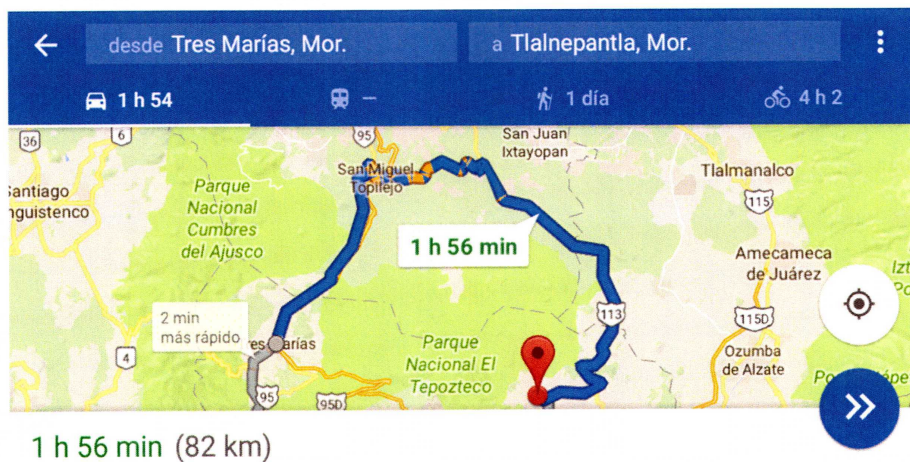 desde Tres Marías, Mor.
a Tlalnepantla, Mor.
1 h 54
—
1 día
4 h 2
36
6
95
San Juan
Ixtayopan
San Miguel
Topilejo
Tlalmanalco
Santiago
nguistenco
Parque
Nacional
Cumbres
del Ajusco
115
1 h 56 min
Amecameca
de Juárez
Izt
Po
2 min
más rápido
res Marías
113
115D
4
Parque
Nacional El
Tepozteco
Ozumba
de Alzate
95
95D
1 h 56 min (82 km)